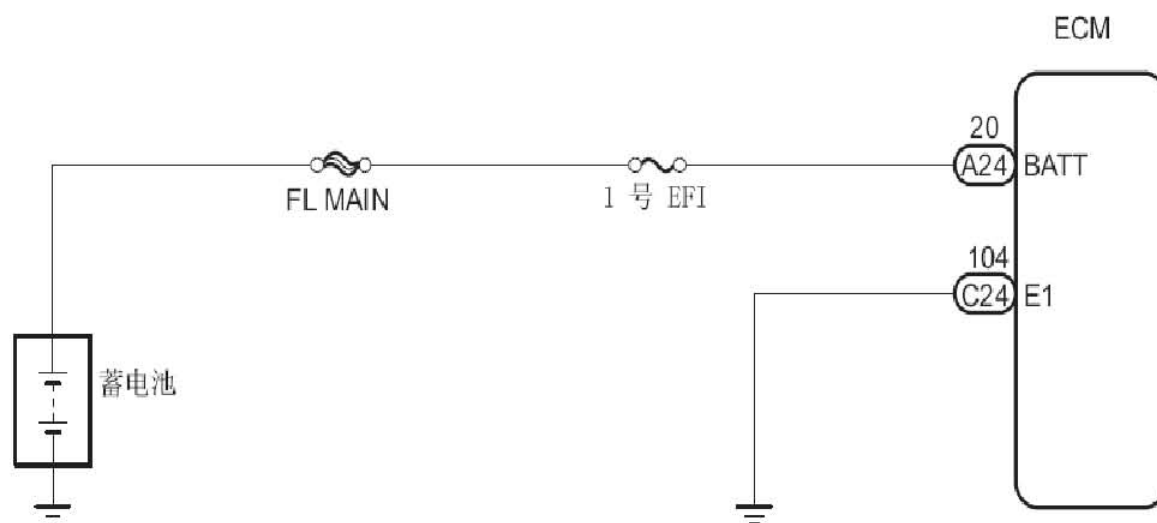 ECM
20
A24 BATT
FL MAIN
1 号 EFI
104
C24 E1
蓄电池